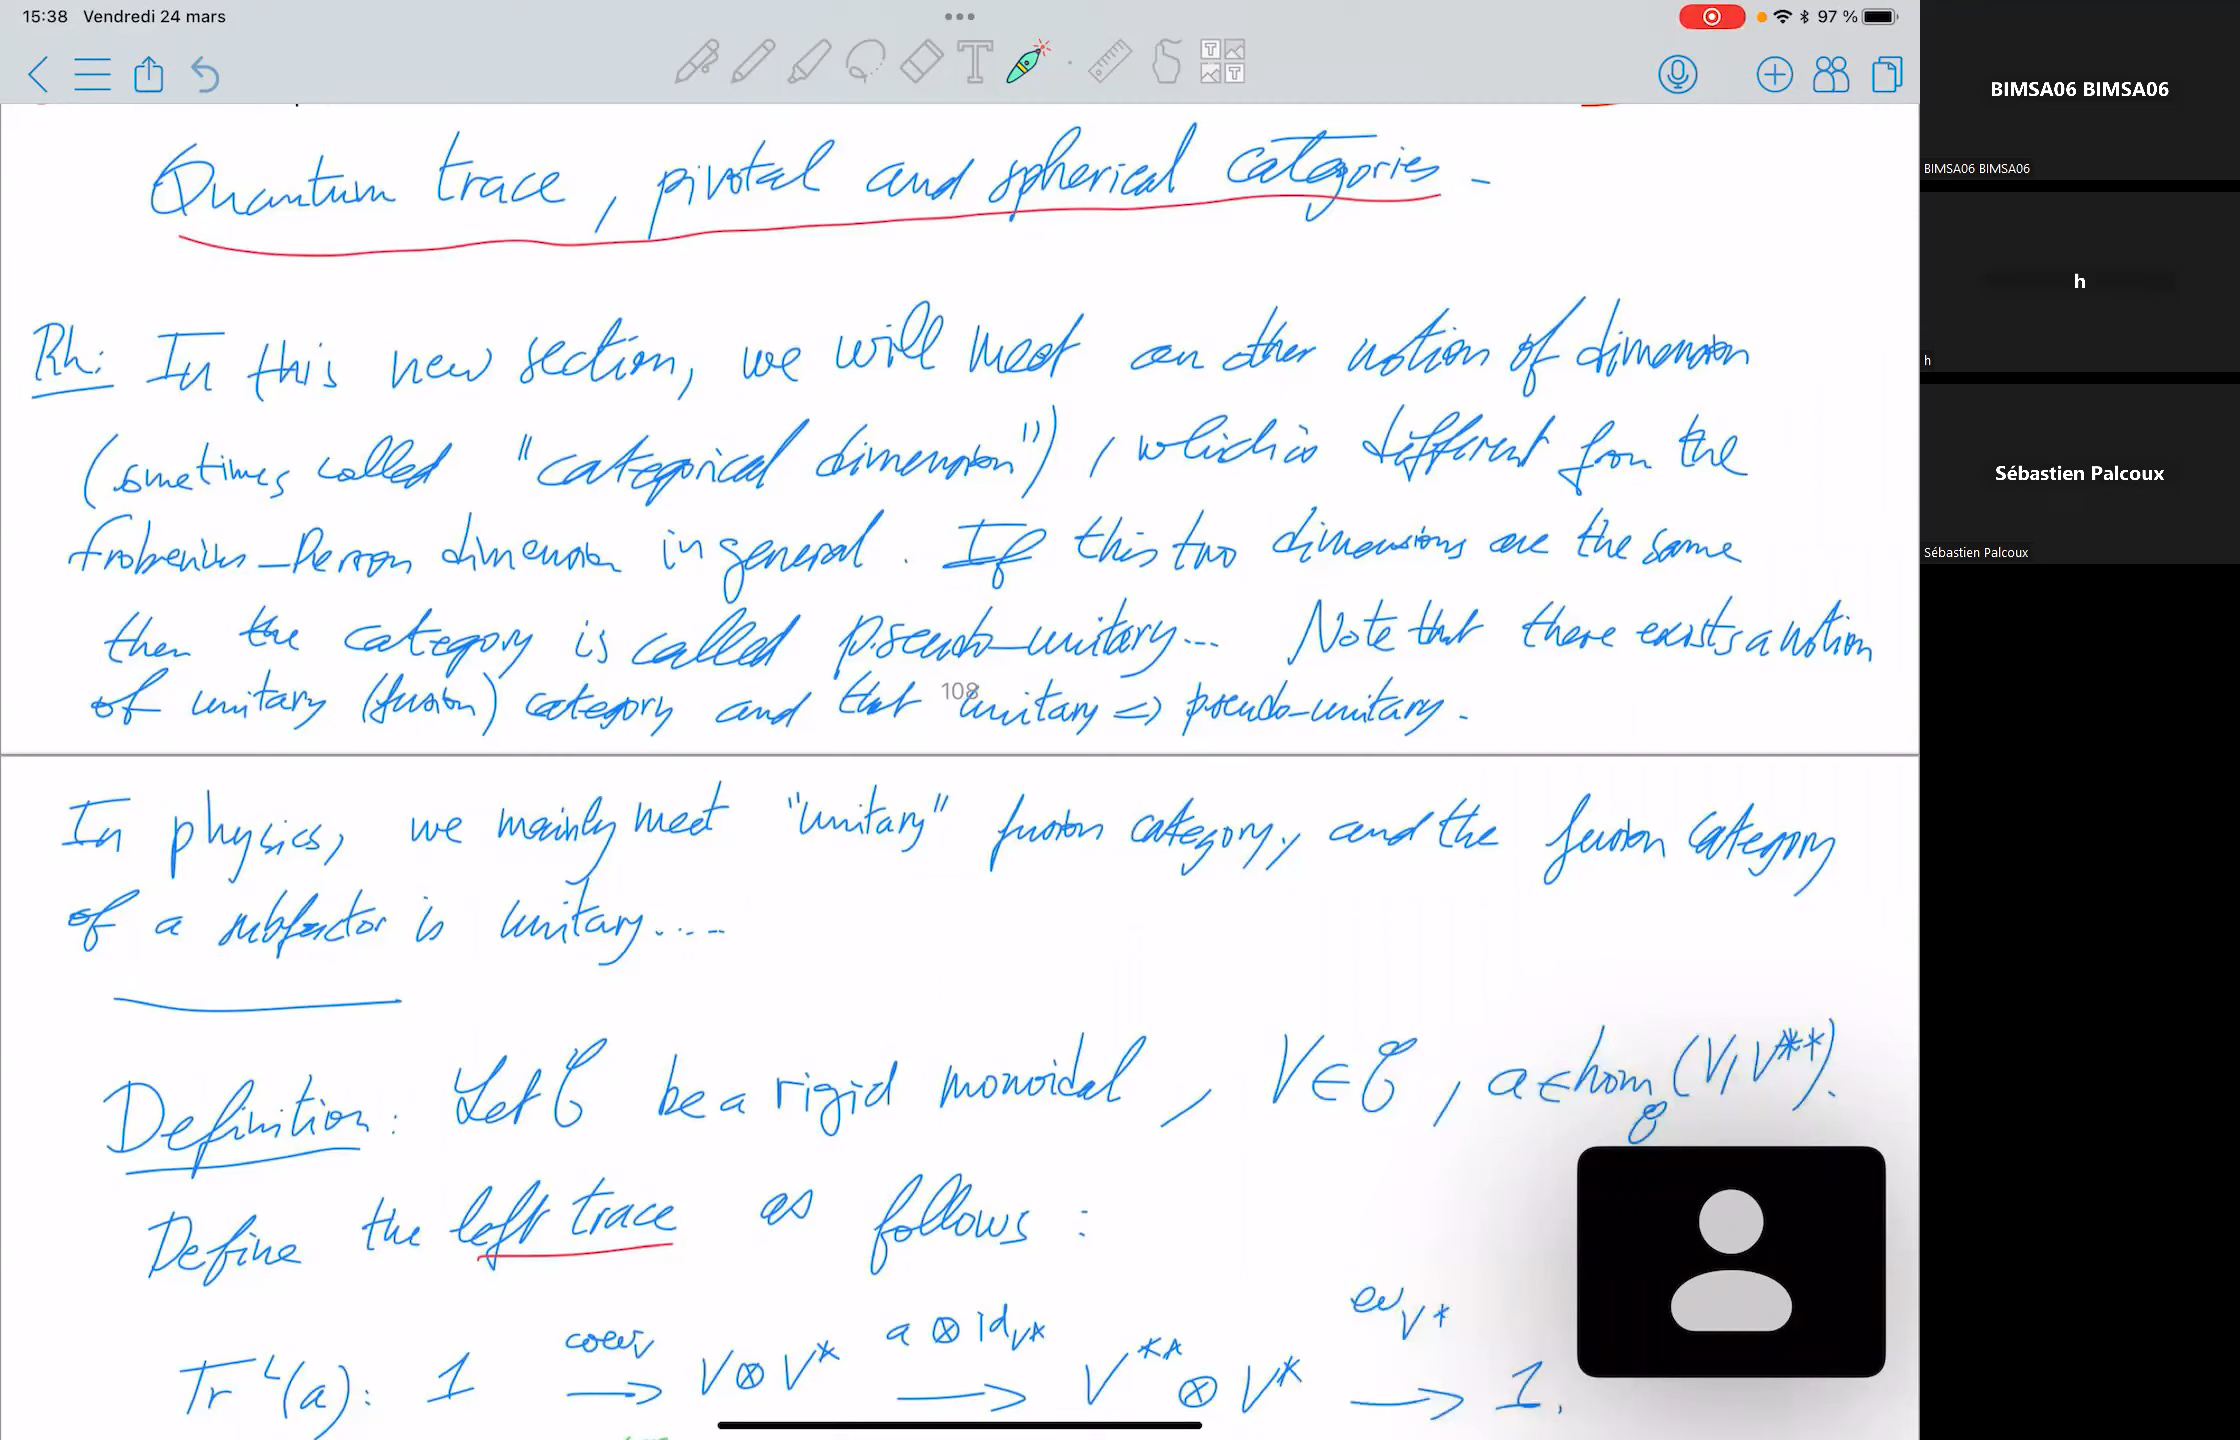 15:38 Vendredi 24 mars
97 %
Quantum trace, pivotal and spherical categories -
Rk: In this new section, we will meet an other notion of dimension
(sometimes called "categorical dimension"), which is different from the
Frobenius-Perron dimension in general. If this two dimensions are the same
then the category is called pseudo-unitary... Note that there exists a notion
of unitary (fusion) category and that unitary => pseudo-unitary.
108
In physics, we mainly meet "unitary" fusion category, and the fusion category
of a subfactor is unitary....
Definition: Let C be a rigid monoidal, V ∈ C, a ∈ hom_C (V, V**).
Define the left trace as follows:
coev_V a ⊗ id_V* ev_V*
Tr^L(a): 1 → V ⊗ V* → V** ⊗ V* → 1.
BIMSA06 BIMSA06
BIMSA06 BIMSA06
h
h
Sébastien Palcoux
Sébastien Palcoux